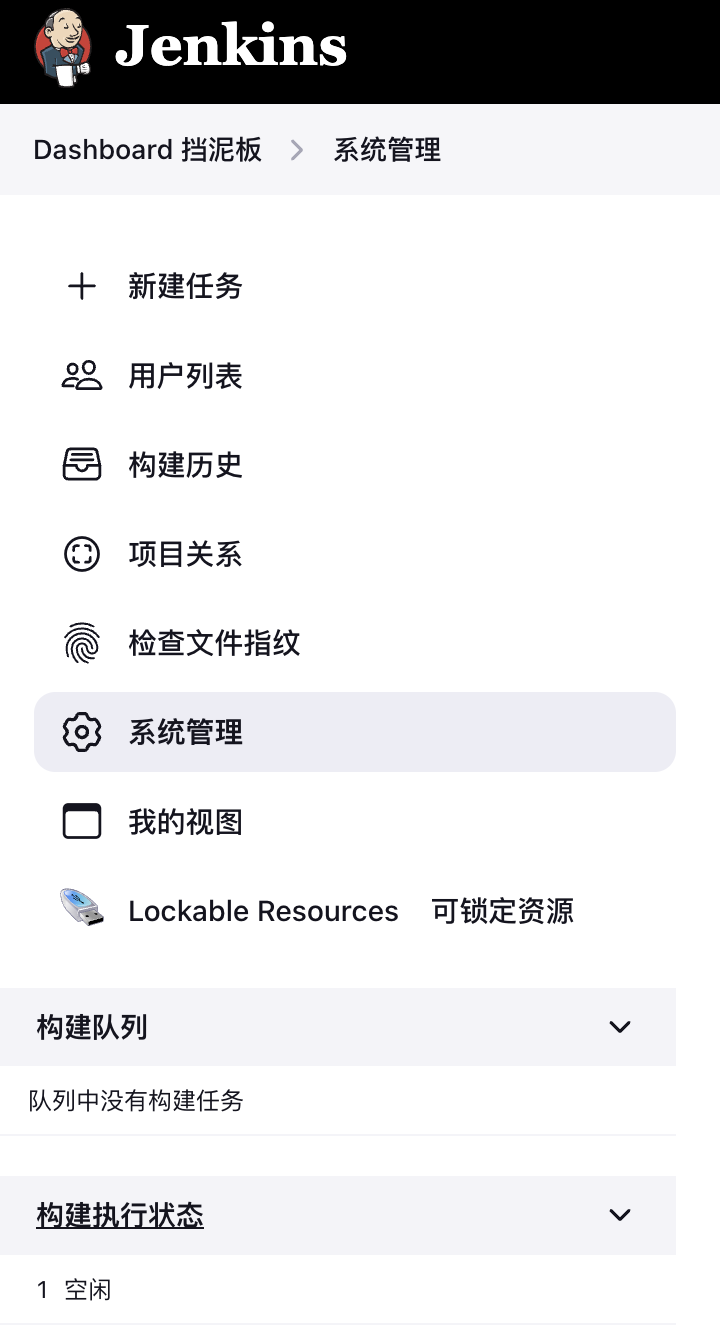 Jenkins
Dashboard 挡泥板 > 系统管理
新建任务
用户列表
构建历史
项目关系
检查文件指纹
系统管理
我的视图
Lockable Resources 可锁定资源
构建队列
队列中没有构建任务
构建执行状态
1 空闲